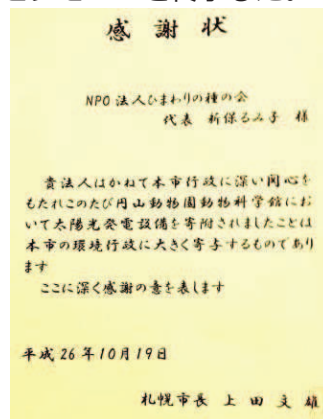 感謝状
NPO法人ひまわりの種の会
代表 新保るみ子 様
貴法人はかねて本市行政に深い関心を
もたれこのたび円山動物園動物科学館にお
いて太陽光発電設備を寄附されましたことは
本市の環境行政に大きく寄与するものであり
ます
ここに深く感謝の意を表します
平成26年10月19日
札幌市長 上田文雄